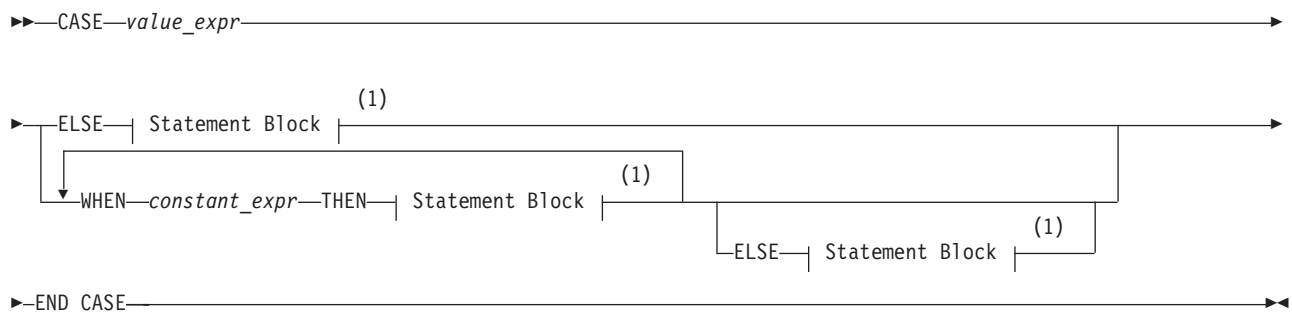 CASE value_expr
(1)
ELSE Statement Block
(1)
WHEN constant_expr THEN Statement Block
(1)
ELSE Statement Block
END CASE